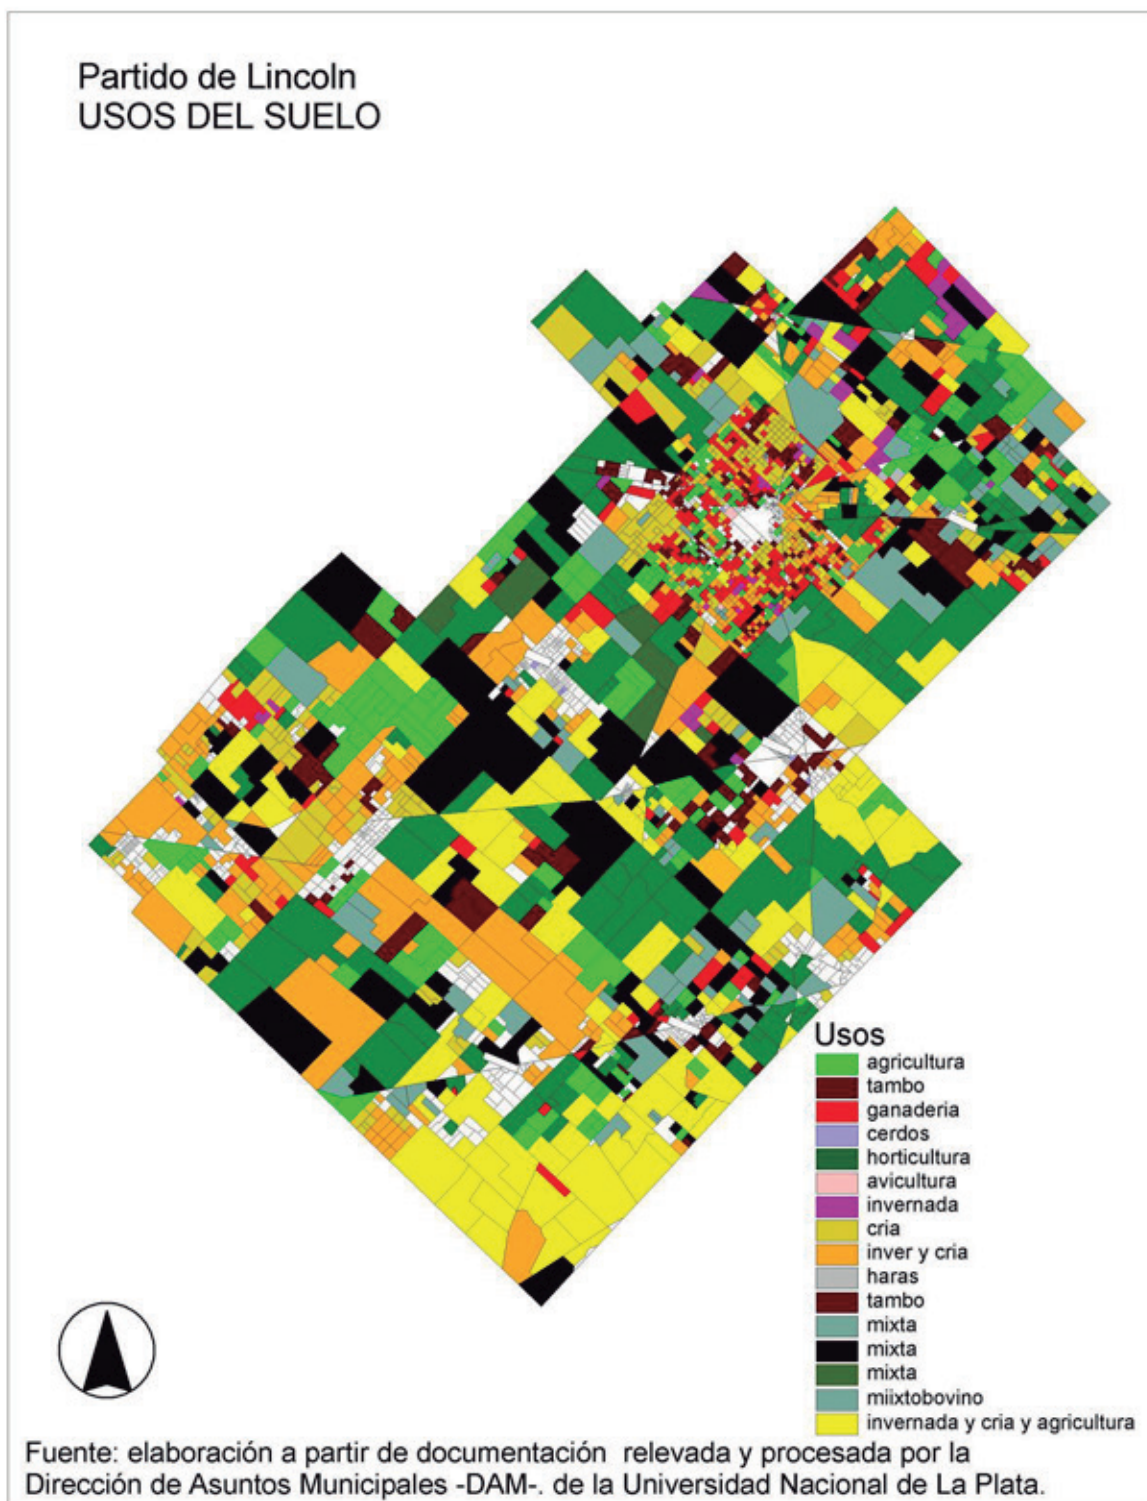 Partido de Lincoln
USOS DEL SUELO
Usos
agricultura
tambo
ganaderia
cerdos
horticultura
avicultura
invernada
cria
inver y cria
haras
tambo
mixta
mixta
mixta
miixtobovino
invernada y cria y agricultura
Fuente: elaboración a partir de documentación relevada y procesada por la
Dirección de Asuntos Municipales -DAM-. de la Universidad Nacional de La Plata.